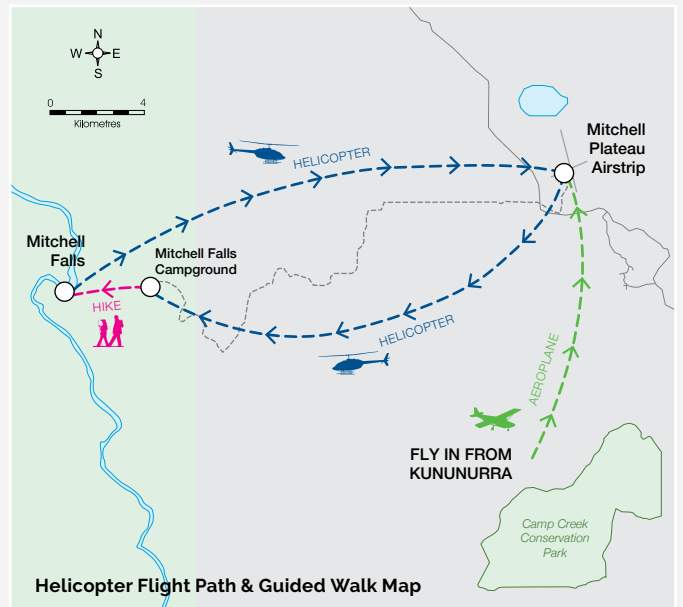 N
W E
S
0 4
Kilometres
HELICOPTER
Mitchell
Plateau
Airstrip
Mitchell
Falls
Mitchell Falls
Campground
HIKE
HELICOPTER
AEROPLANE
FLY IN FROM
KUNUNURRA
Camp Creek
Conservation
Park
Helicopter Flight Path & Guided Walk Map